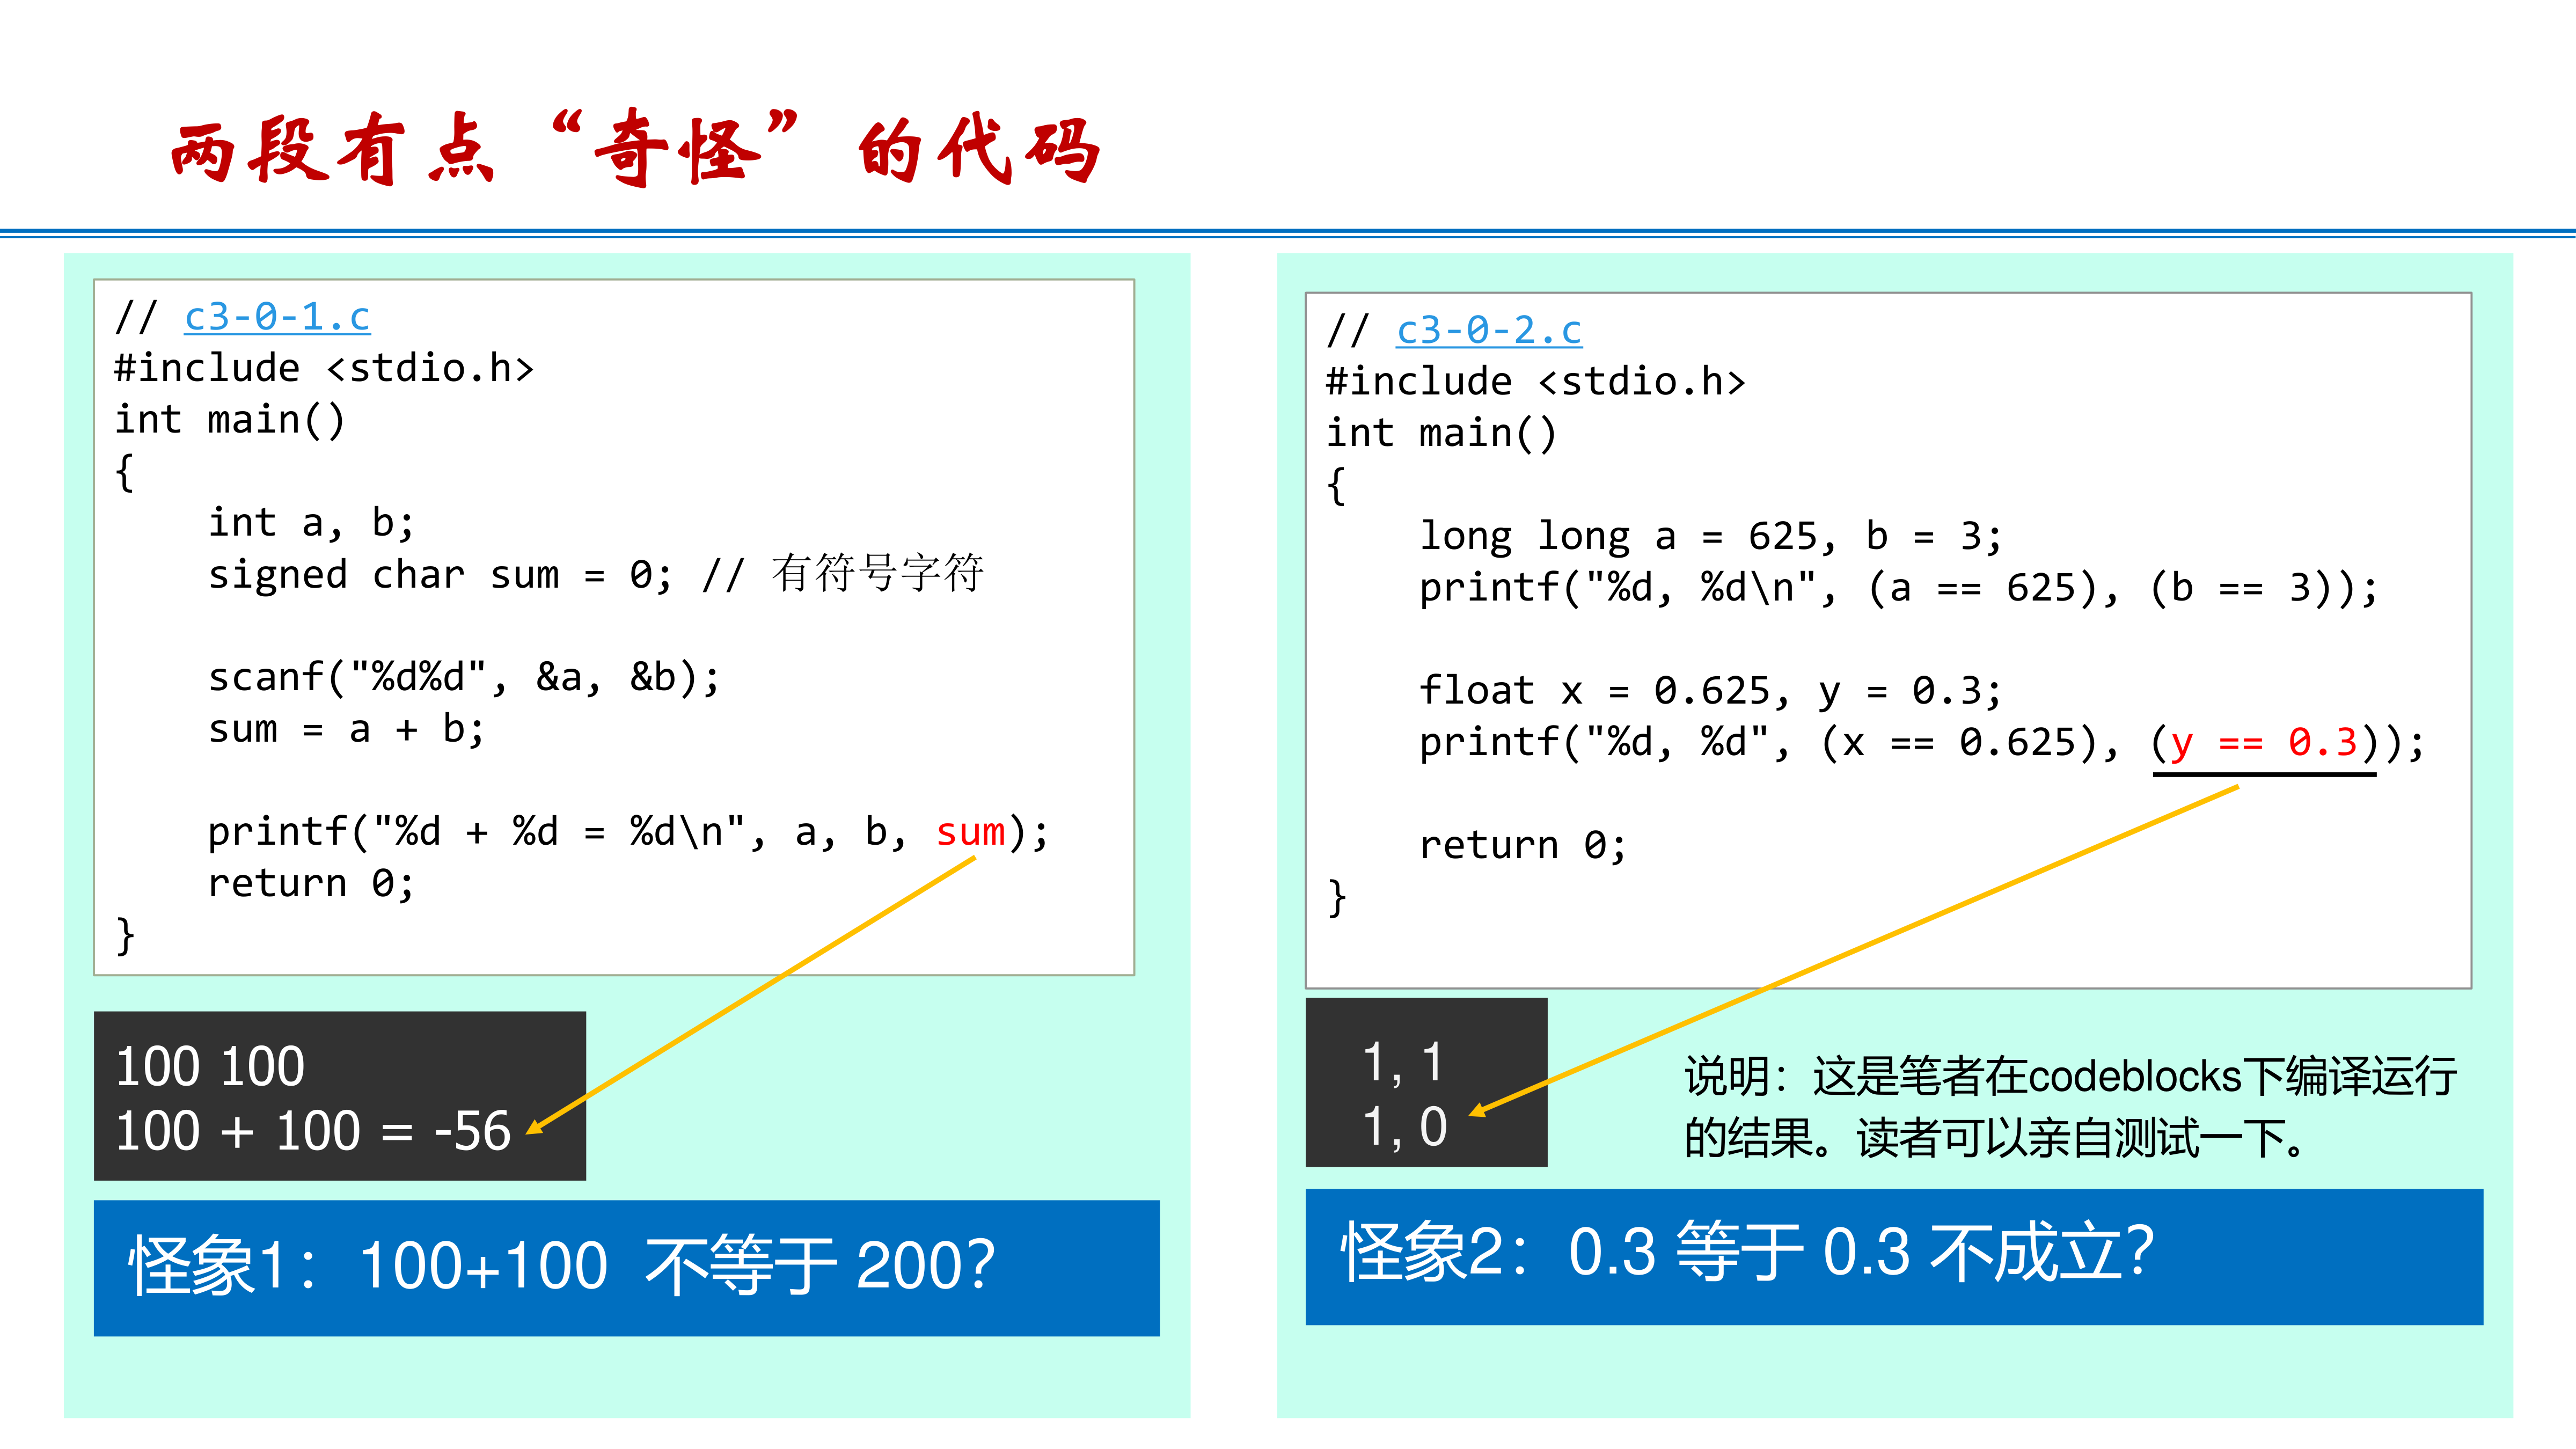 两段有点“奇怪”的代码
// c3-0-1.c
#include <stdio.h>
int main()
{
    int a, b;
    signed char sum = 0; // 有符号字符
    scanf("%d%d", &a, &b);
    sum = a + b;
    printf("%d + %d = %d\n", a, b, sum);
    return 0;
}
100 100
100 + 100 = -56
怪象1：100+100 不等于 200？
// c3-0-2.c
#include <stdio.h>
int main()
{
    long long a = 625, b = 3;
    printf("%d, %d\n", (a == 625), (b == 3));
    float x = 0.625, y = 0.3;
    printf("%d, %d", (x == 0.625), (y == 0.3));
    return 0;
}
1, 1
1, 0
说明：这是笔者在codeblocks下编译运行
的结果。读者可以亲自测试一下。
怪象2：0.3 等于 0.3 不成立？